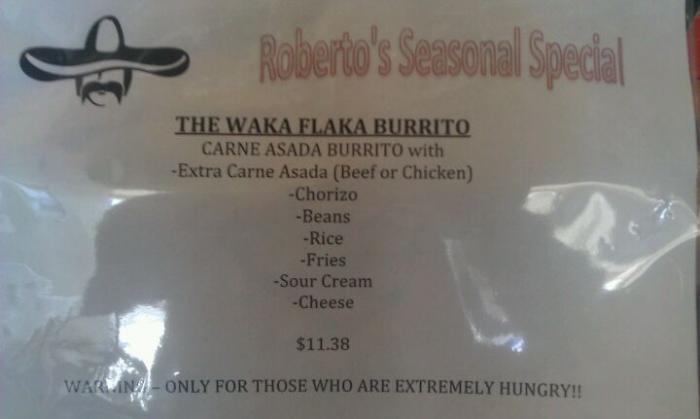 Roberto's Seasonal Special
THE WAKA FLAKA BURRITO
CARNE ASADA BURRITO with
-Extra Carne Asada (Beef or Chicken)
-Chorizo
-Beans
-Rice
-Fries
-Sour Cream
-Cheese
$11.38
WARNING – ONLY FOR THOSE WHO ARE EXTREMELY HUNGRY!!